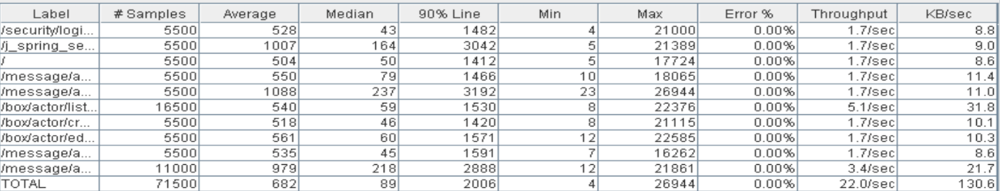 Label # Samples Average Median 90% Line Min Max Error % Throughput KB/sec
/security/logi... 5500 528 43 1482 4 21000 0.00% 1.7/sec 8.8
/j_spring_se... 5500 1007 164 3042 5 21389 0.00% 1.7/sec 9.0
/ 5500 504 50 1412 5 17724 0.00% 1.7/sec 8.6
/message/a... 5500 550 79 1466 10 18065 0.00% 1.7/sec 11.4
/message/a... 5500 1088 237 3192 23 26944 0.00% 1.7/sec 11.0
/box/actor/list... 16500 540 59 1530 8 22376 0.00% 5.1/sec 31.8
/box/actor/cr... 5500 518 46 1420 8 21115 0.00% 1.7/sec 10.1
/box/actor/ed... 5500 561 60 1571 12 22585 0.00% 1.7/sec 10.3
/message/a... 5500 535 45 1591 7 16262 0.00% 1.7/sec 8.6
/message/a... 11000 979 218 2888 12 21861 0.00% 3.4/sec 21.7
TOTAL 71500 682 89 2006 4 26944 0.00% 22.0/sec 130.6